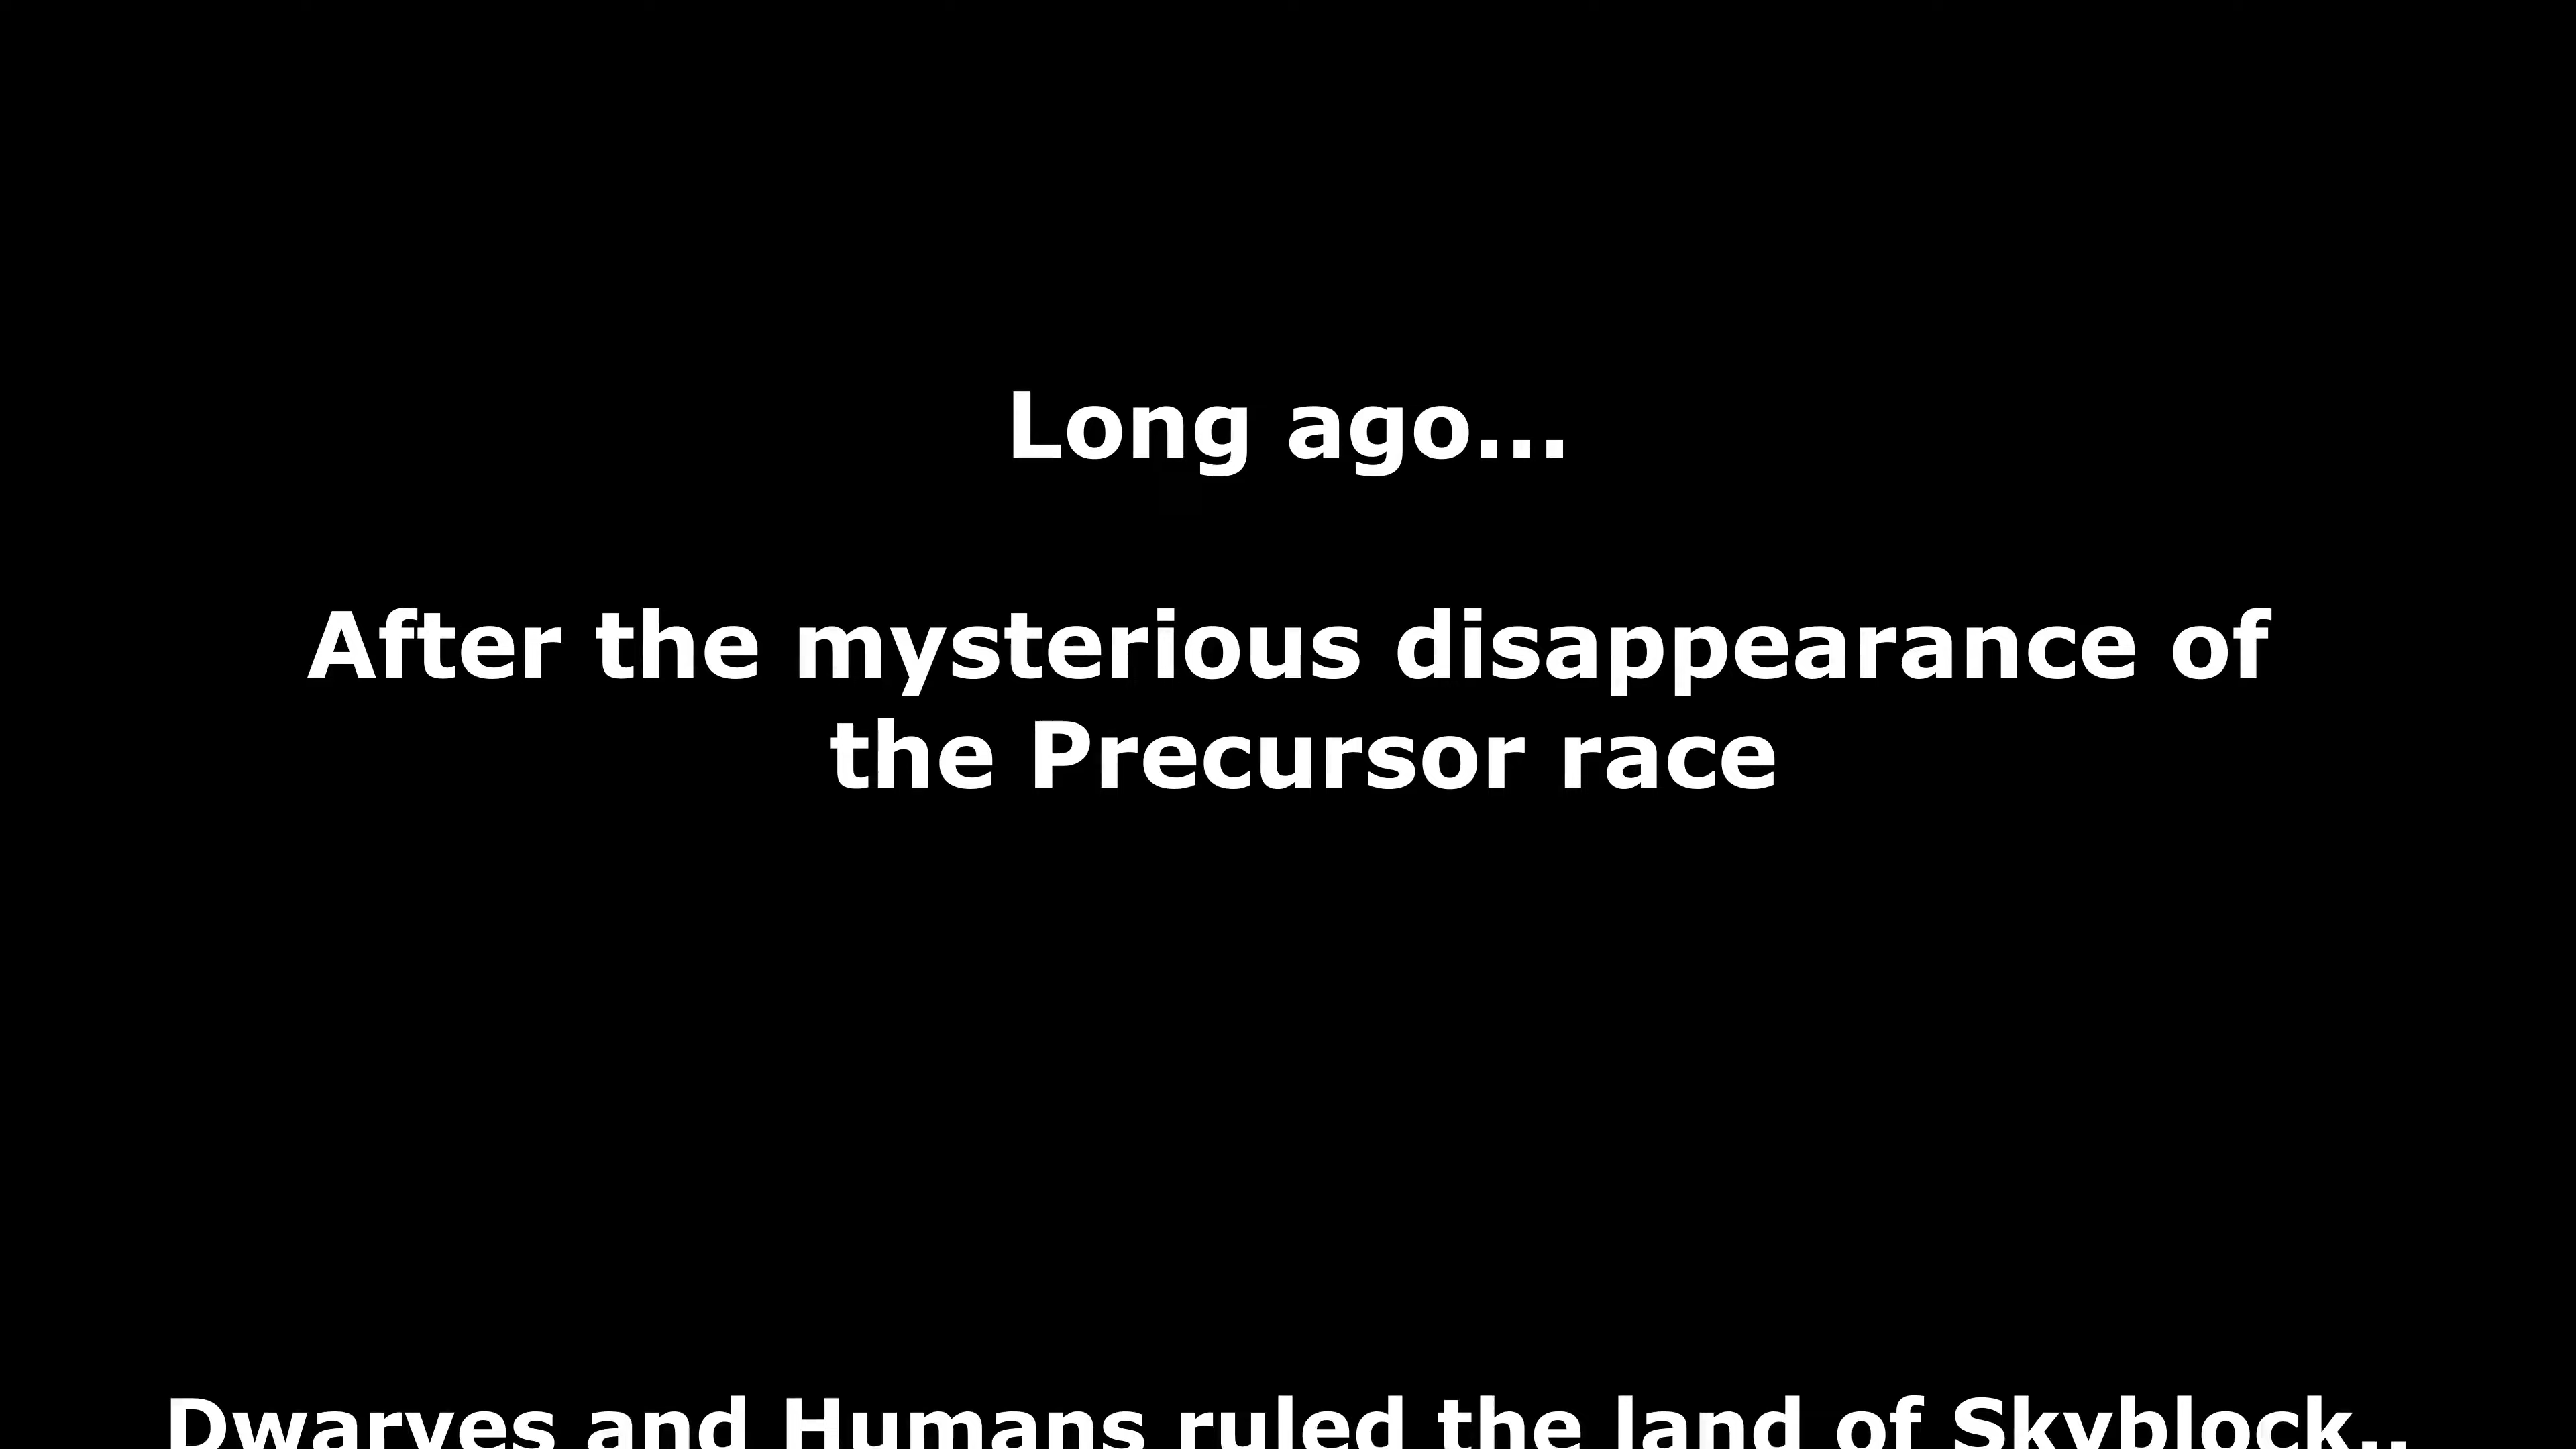 Long ago...
After the mysterious disappearance of
the Precursor race
Dwarves and Humans ruled the land of Skyblock..